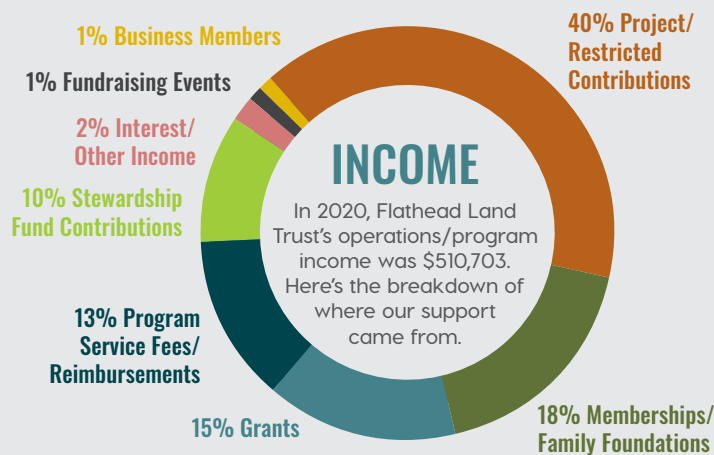 1% Business Members
1% Fundraising Events
2% Interest/
Other Income
10% Stewardship
Fund Contributions
13% Program
Service Fees/
Reimbursements
15% Grants
40% Project/
Restricted
Contributions
18% Memberships/
Family Foundations
INCOME
In 2020, Flathead Land
Trust’s operations/program
income was $510,703.
Here’s the breakdown of
where our support
came from.